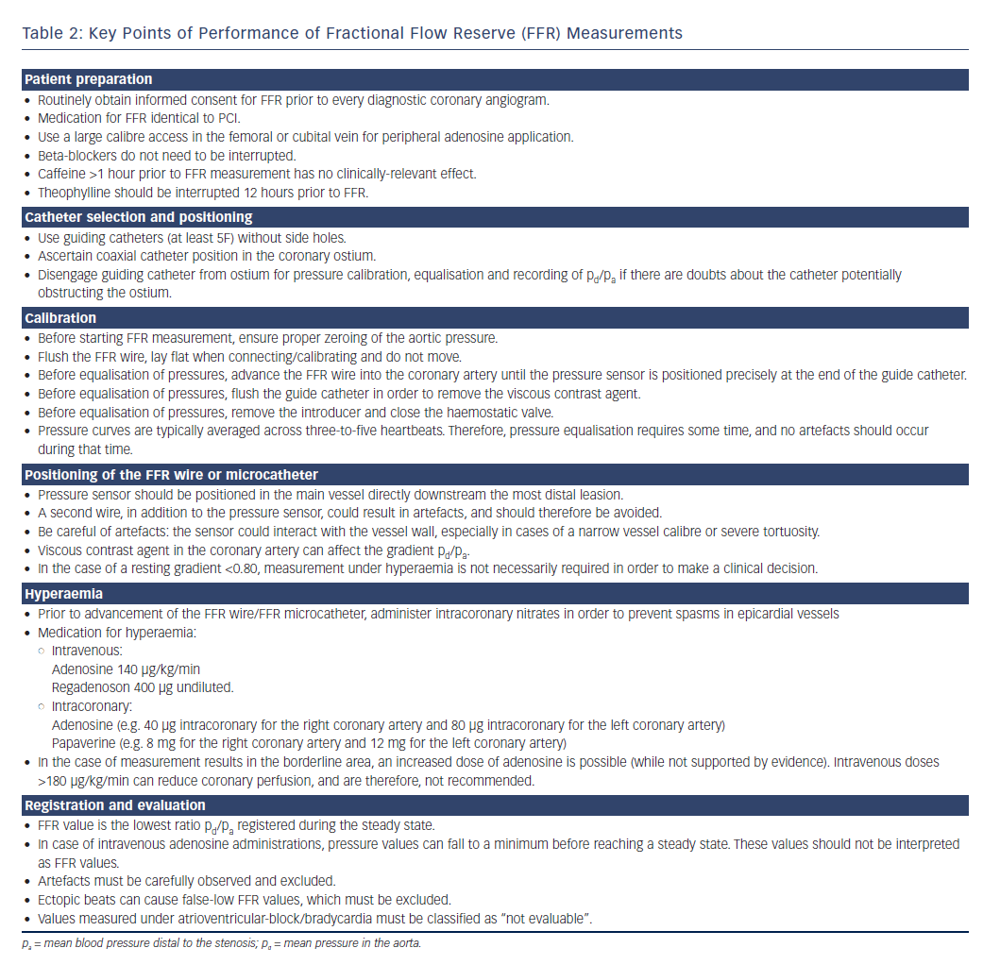 Table 2: Key Points of Performance of Fractional Flow Reserve (FFR) Measurements
Patient preparation
• Routinely obtain informed consent for FFR prior to every diagnostic coronary angiogram.
• Medication for FFR identical to PCI.
• Use a large calibre access in the femoral or cubital vein for peripheral adenosine application.
• Beta-blockers do not need to be interrupted.
• Caffeine >1 hour prior to FFR measurement has no clinically-relevant effect.
• Theophylline should be interrupted 12 hours prior to FFR.
Catheter selection and positioning
• Use guiding catheters (at least 5F) without side holes.
• Ascertain coaxial catheter position in the coronary ostium.
• Disengage guiding catheter from ostium for pressure calibration, equalisation and recording of pd/pa if there are doubts about the catheter potentially
obstructing the ostium.
Calibration
• Before starting FFR measurement, ensure proper zeroing of the aortic pressure.
• Flush the FFR wire, lay flat when connecting/calibrating and do not move.
• Before equalisation of pressures, advance the FFR wire into the coronary artery until the pressure sensor is positioned precisely at the end of the guide catheter.
• Before equalisation of pressures, flush the guide catheter in order to remove the viscous contrast agent.
• Before equalisation of pressures, remove the introducer and close the haemostatic valve.
• Pressure curves are typically averaged across three-to-five heartbeats. Therefore, pressure equalisation requires some time, and no artefacts should occur
during that time.
Positioning of the FFR wire or microcatheter
• Pressure sensor should be positioned in the main vessel directly downstream the most distal leasion.
• A second wire, in addition to the pressure sensor, could result in artefacts, and should therefore be avoided.
• Be careful of artefacts: the sensor could interact with the vessel wall, especially in cases of a narrow vessel calibre or severe tortuosity.
• Viscous contrast agent in the coronary artery can affect the gradient pd/pa.
• In the case of a resting gradient <0.80, measurement under hyperaemia is not necessarily required in order to make a clinical decision.
Hyperaemia
• Prior to advancement of the FFR wire/FFR microcatheter, administer intracoronary nitrates in order to prevent spasms in epicardial vessels
• Medication for hyperaemia:
○ Intravenous:
Adenosine 140 µg/kg/min
Regadenoson 400 µg undiluted.
○ Intracoronary:
Adenosine (e.g. 40 µg intracoronary for the right coronary artery and 80 µg intracoronary for the left coronary artery)
Papaverine (e.g. 8 mg for the right coronary artery and 12 mg for the left coronary artery)
• In the case of measurement results in the borderline area, an increased dose of adenosine is possible (while not supported by evidence). Intravenous doses
>180 µg/kg/min can reduce coronary perfusion, and are therefore, not recommended.
Registration and evaluation
• FFR value is the lowest ratio pd/pa registered during the steady state.
• In case of intravenous adenosine administrations, pressure values can fall to a minimum before reaching a steady state. These values should not be interpreted
as FFR values.
• Artefacts must be carefully observed and excluded.
• Ectopic beats can cause false-low FFR values, which must be excluded.
• Values measured under atrioventricular-block/bradycardia must be classified as “not evaluable”.
pa = mean blood pressure distal to the stenosis; pd = mean pressure in the aorta.